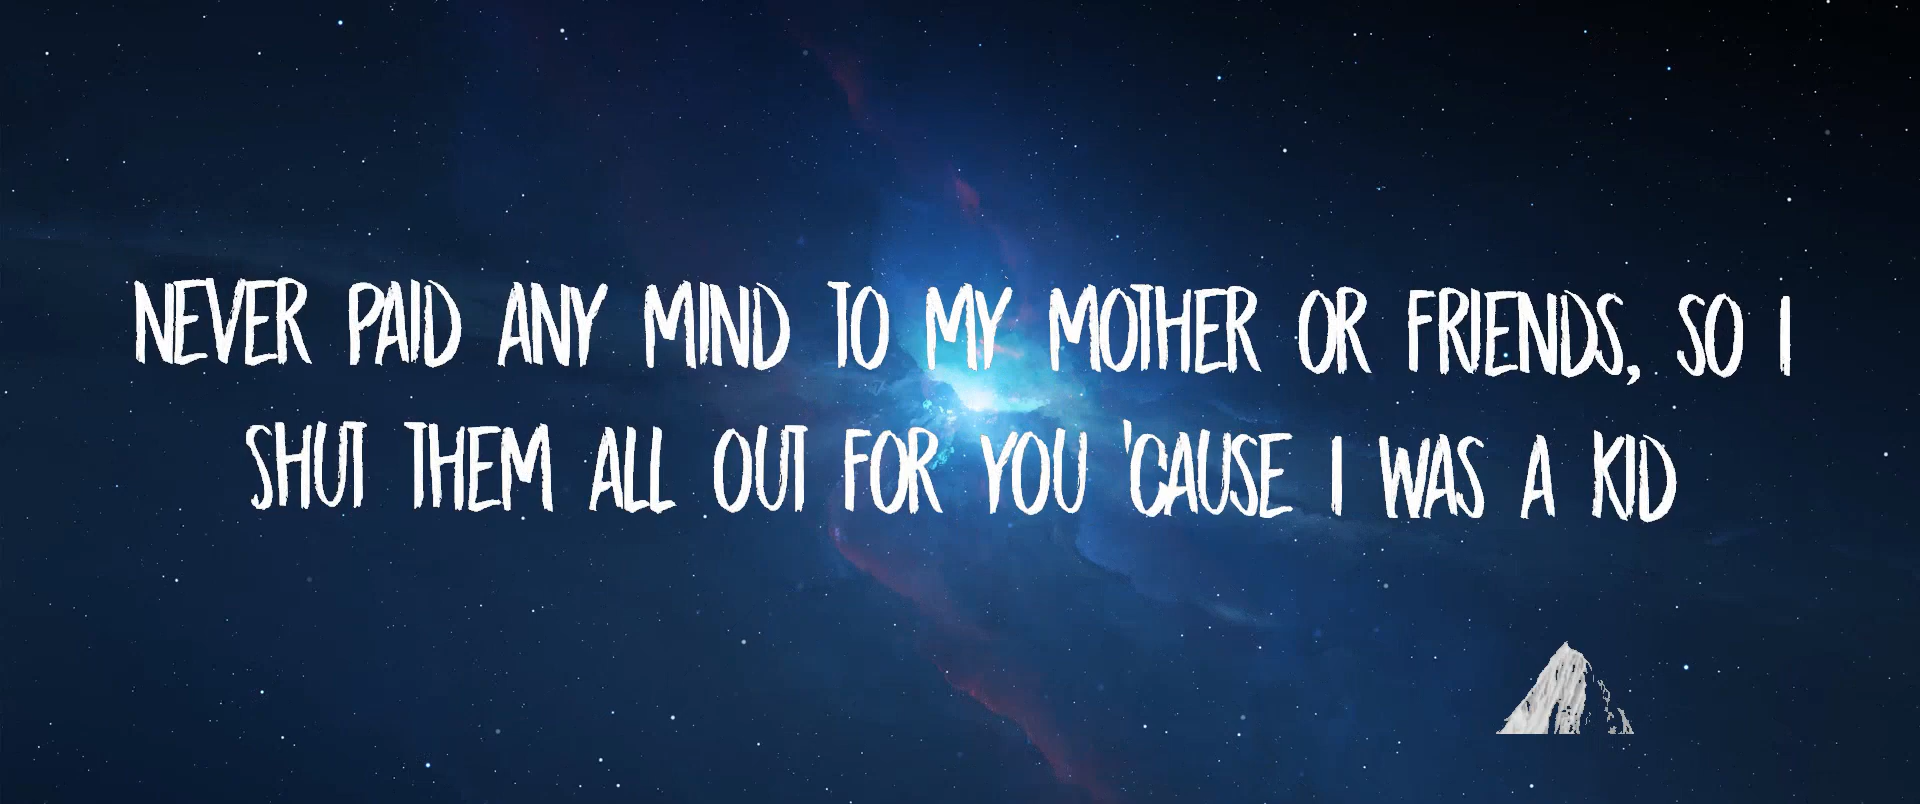 NEVER PAID ANY MIND TO MY MOTHER OR FRIENDS, SO I
SHUT THEM ALL OUT FOR YOU 'CAUSE I WAS A KID